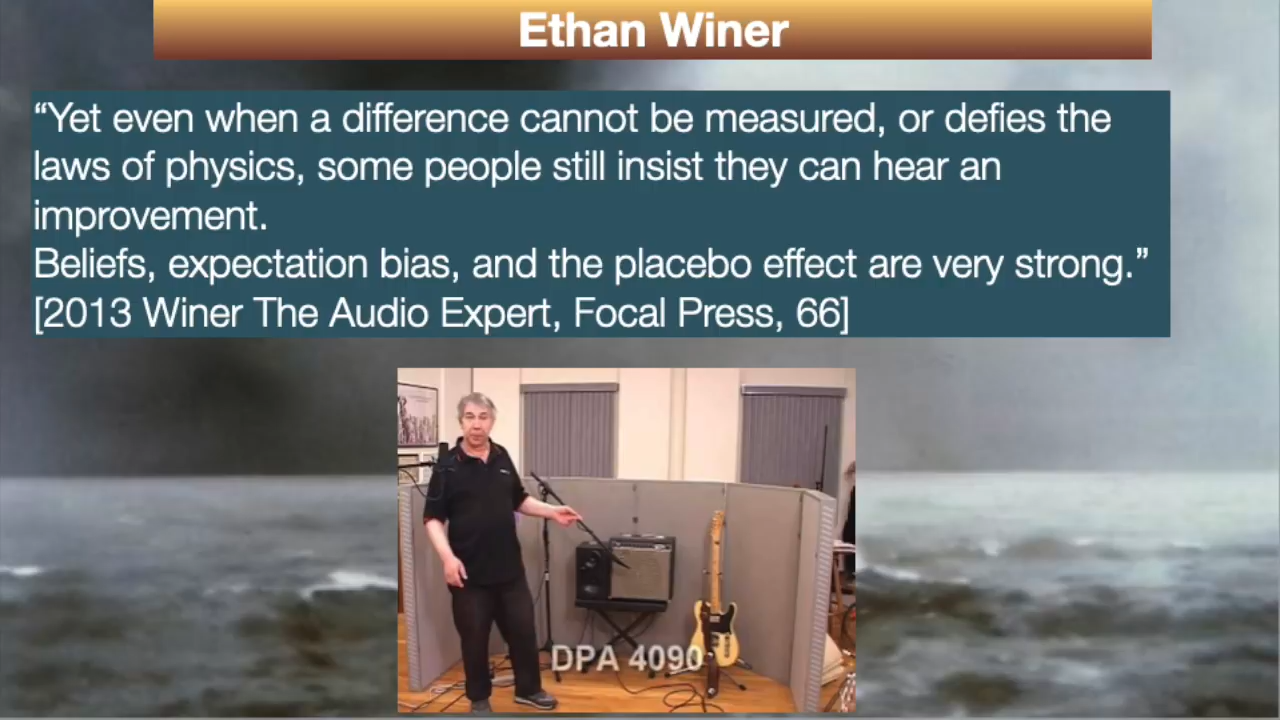 Ethan Winer
“Yet even when a difference cannot be measured, or defies the
laws of physics, some people still insist they can hear an
improvement.
Beliefs, expectation bias, and the placebo effect are very strong.”
[2013 Winer The Audio Expert, Focal Press, 66]
DPA 4090